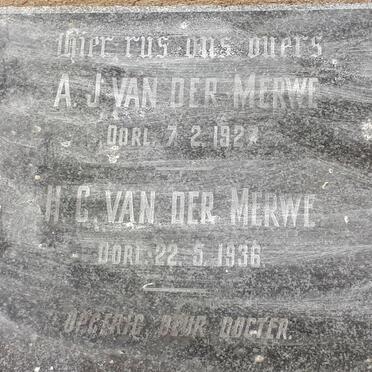 Hier rus ons ouers
A. J. VAN DER MERWE
OORL. 7. 2. 1927
H. C. VAN DER MERWE
OORL. 22. 5. 1936
OPGERIG DEUR DOGTER.